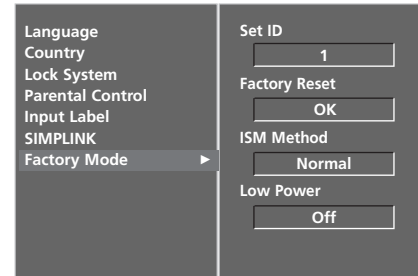 Language
Country
Lock System
Parental Control
Input Label
SIMPLINK
Factory Mode ►
Set ID
1
Factory Reset
OK
ISM Method
Normal
Low Power
Off